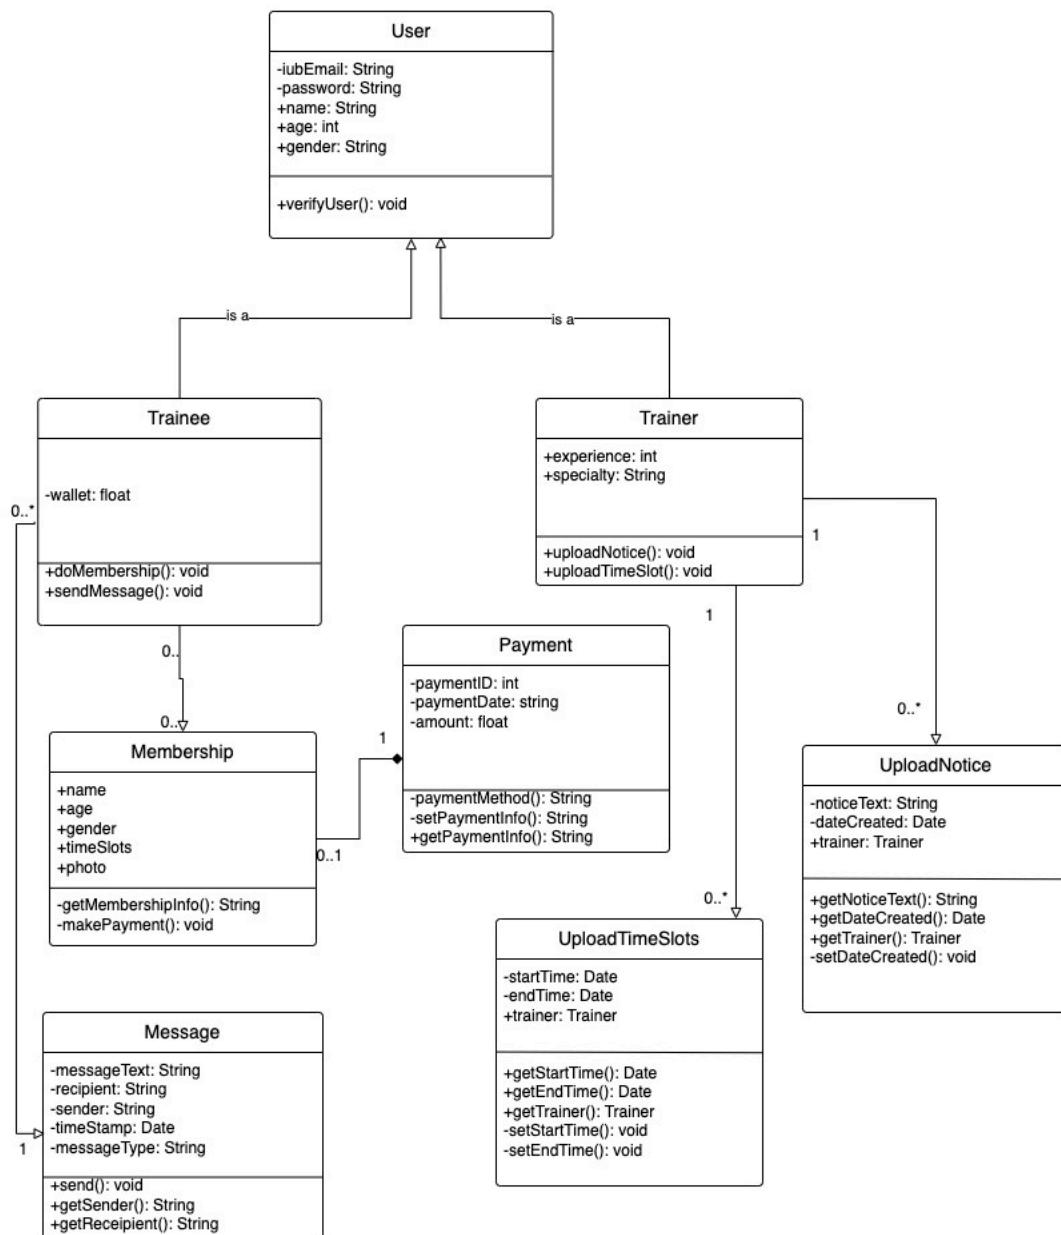 User
-iubEmail: String
-password: String
+name: String
+age: int
+gender: String
+verifyUser(): void
is a
is a
Trainee
-wallet: float
+doMembership(): void
+sendMessage(): void
0..*
Trainer
+experience: int
+specialty: String
+uploadNotice(): void
+uploadTimeSlot(): void
1
1
0..
0..
Payment
-paymentID: int
-paymentDate: string
-amount: float
-paymentMethod(): String
-setPaymentInfo(): String
+getPaymentInfo(): String
1
0..1
Membership
+name
+age
+gender
+timeSlots
+photo
-getMembershipInfo(): String
-makePayment(): void
0..*
UploadNotice
-noticeText: String
-dateCreated: Date
+trainer: Trainer
+getNoticeText(): String
+getDateCreated(): Date
+getTrainer(): Trainer
-setDateCreated(): void
0..*
UploadTimeSlots
-startTime: Date
-endTime: Date
+trainer: Trainer
+getStartTime(): Date
+getEndTime(): Date
+getTrainer(): Trainer
-setStartTime(): void
-setEndTime(): void
Message
-messageText: String
-recipient: String
-sender: String
-timeStamp: Date
-messageType: String
+send(): void
+getSender(): String
+getReceipient(): String
1